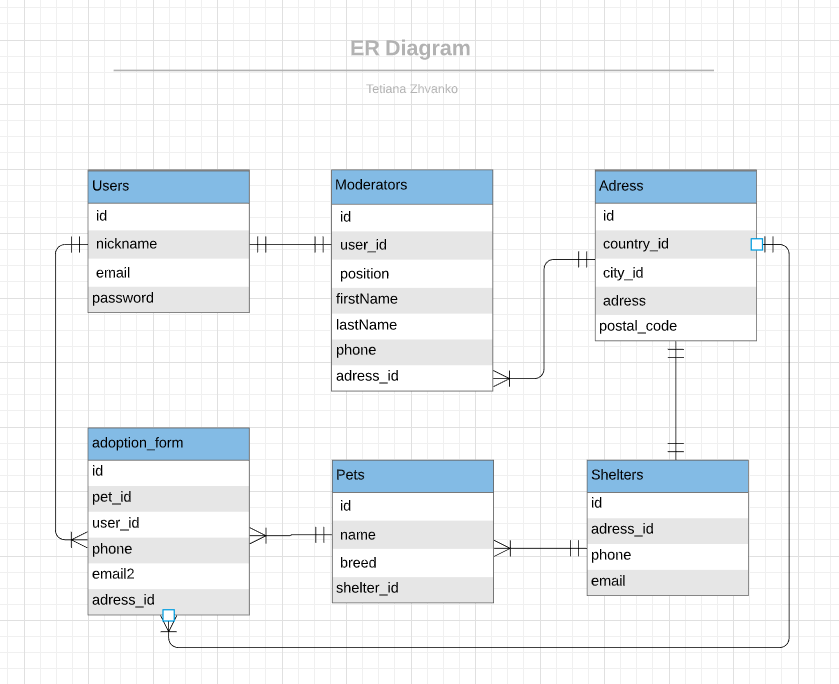 ER Diagram
Tetiana Zhvanko
Users
id
nickname
email
password
Moderators
id
user_id
position
firstName
lastName
phone
adress_id
Adress
id
country_id
city_id
adress
postal_code
adoption_form
id
pet_id
user_id
phone
email2
adress_id
Pets
id
name
breed
shelter_id
Shelters
id
adress_id
phone
email